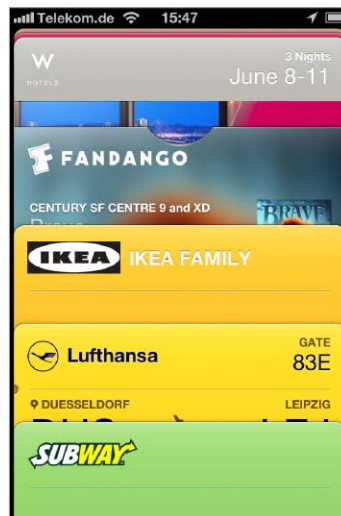 Telekom.de 15:47
W
HOTELS
3 Nights
June 8-11
FANDANGO
CENTURY SF CENTRE 9 and XD
Brave
BRAVE
IKEA IKEA FAMILY
Lufthansa
GATE
83E
DUESSELDORF LEIPZIG
SUBWAY